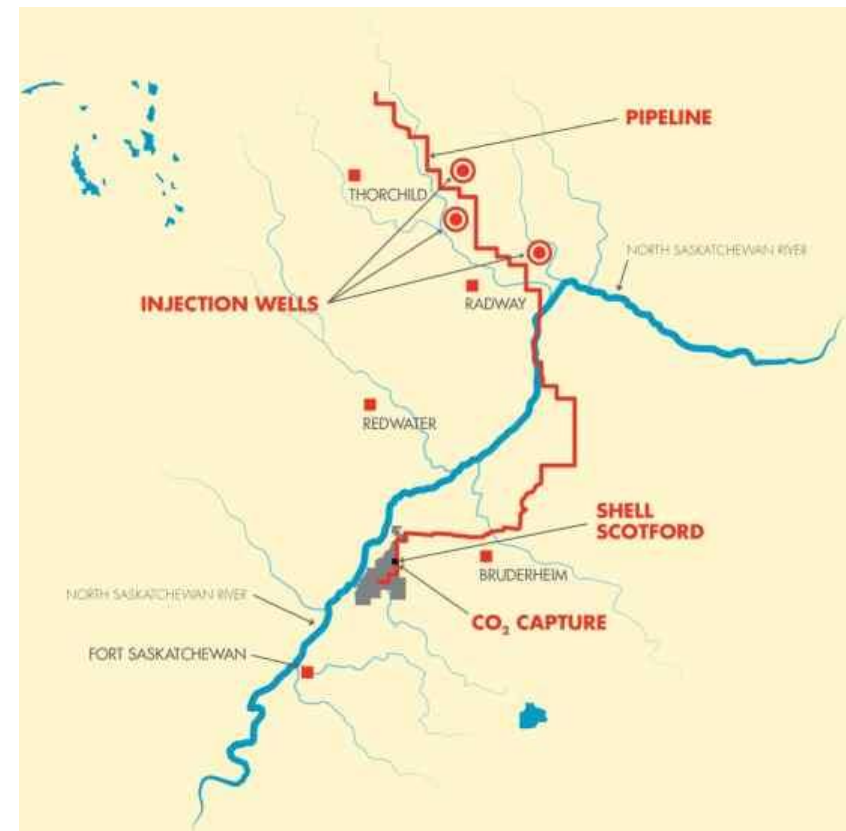 PIPELINE
THORCHILD
NORTH SASKATCHEWAN RIVER
INJECTION WELLS
RADWAY
REDWATER
SHELL
SCOTFORD
BRUDERHEIM
NORTH SASKATCHEWAN RIVER
CO₂ CAPTURE
FORT SASKATCHEWAN